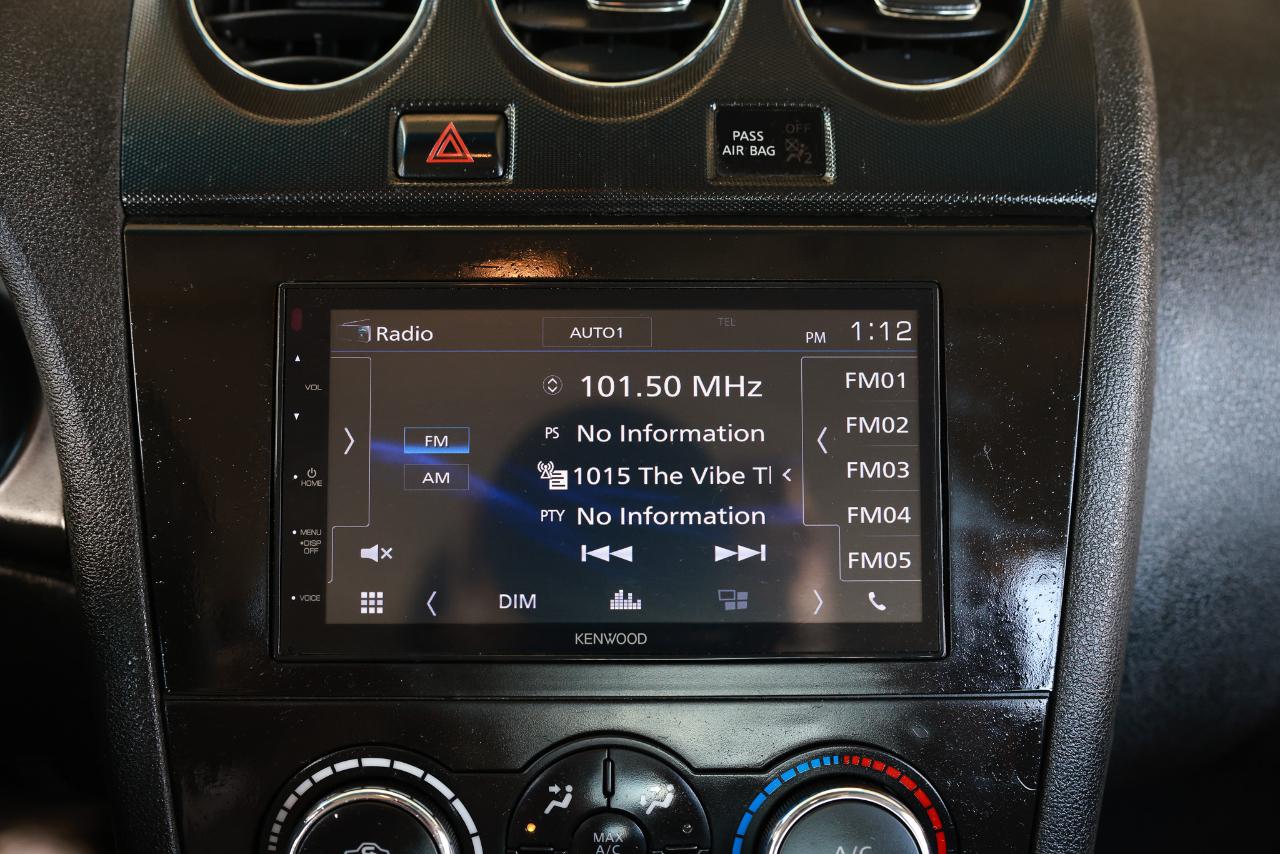 PASS
AIR BAG
OFF
2
Radio
AUTO1
TEL
PM 1:12
VOL
101.50 MHz
FM01
FM
PS No Information
FM02
AM
1015 The Vibe Tl
FM03
HOME
PTY No Information
FM04
MENU
DISP
OFF
FM05
VOICE
DIM
KENWOOD
MAX
A/C
A/C